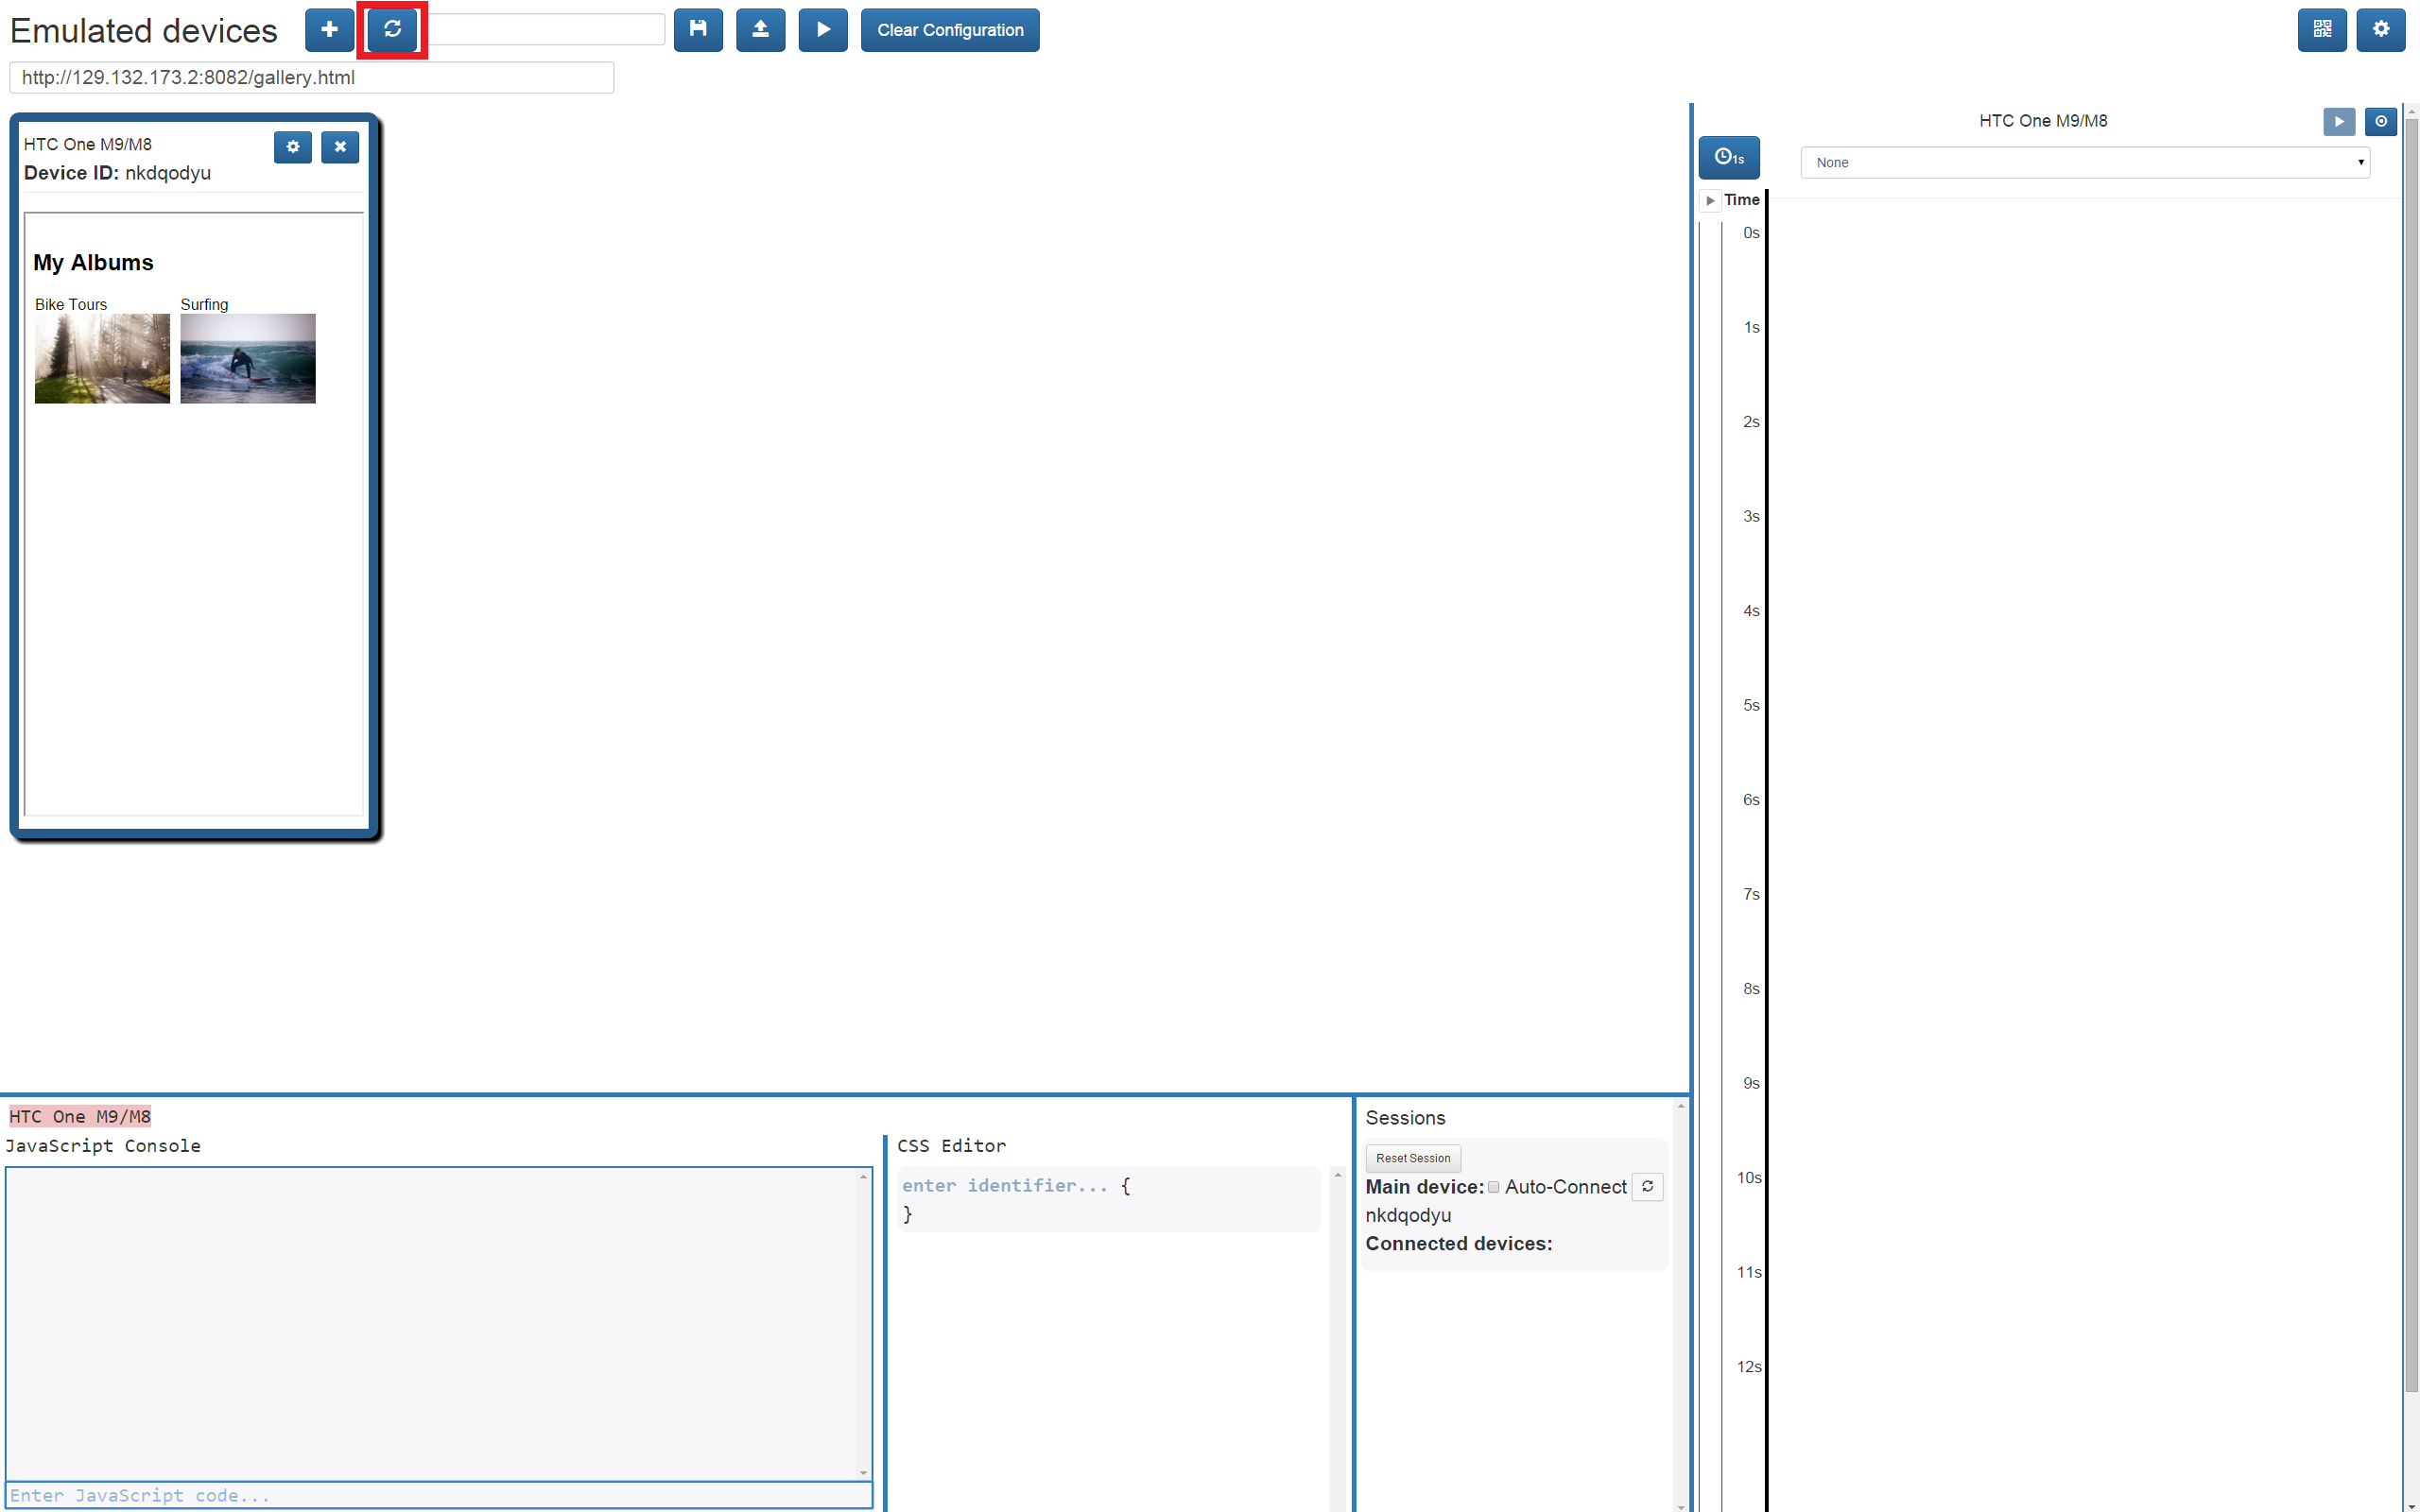 Emulated devices
Clear Configuration
http://129.132.173.2:8082/gallery.html
HTC One M9/M8
Device ID: nkdqodyu
My Albums
Bike Tours
Surfing
HTC One M9/M8
1s
None
Time
0s
1s
2s
3s
4s
5s
6s
7s
8s
9s
10s
11s
12s
HTC One M9/M8
JavaScript Console
Enter JavaScript code...
CSS Editor
enter identifier... {
}
Sessions
Reset Session
Main device: Auto-Connect
nkdqodyu
Connected devices: